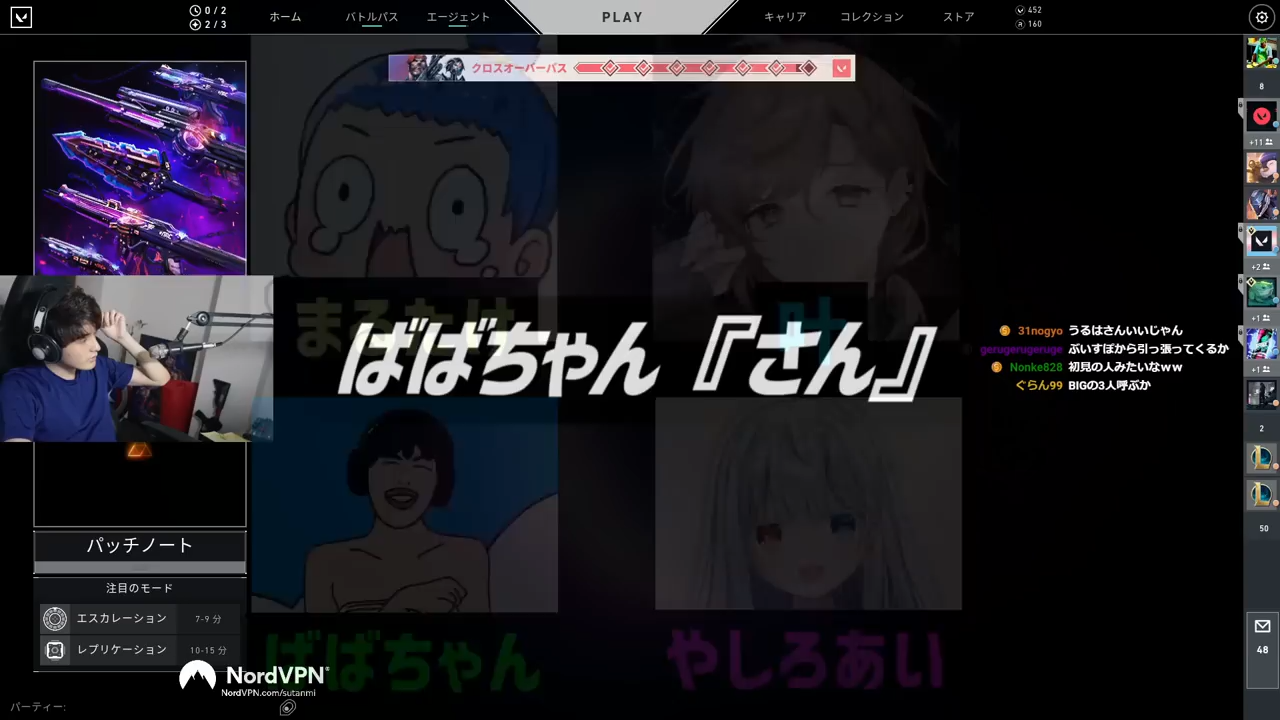 0 / 2
2 / 3
ホーム
バトルパス
エージェント
PLAY
キャリア
コレクション
ストア
452
160
クロスオーバーパス
8
+11
+2
+1
+1
2
50
48
まるたけ
叶
ばばちゃん『さん』
31nogyo うるはさんいいじゃん
gerugerugeruge ぶいすぽから引っ張ってくるか
Nonke828 初見の人みたいなww
ぐらん99 BIGの3人呼ぶか
パッチノート
注目のモード
エスカレーション 7-9 分
レプリケーション 10-15 分
ばばちゃん
やしろあい
NordVPN®
NordVPN.com/sutanmi
パーティー: